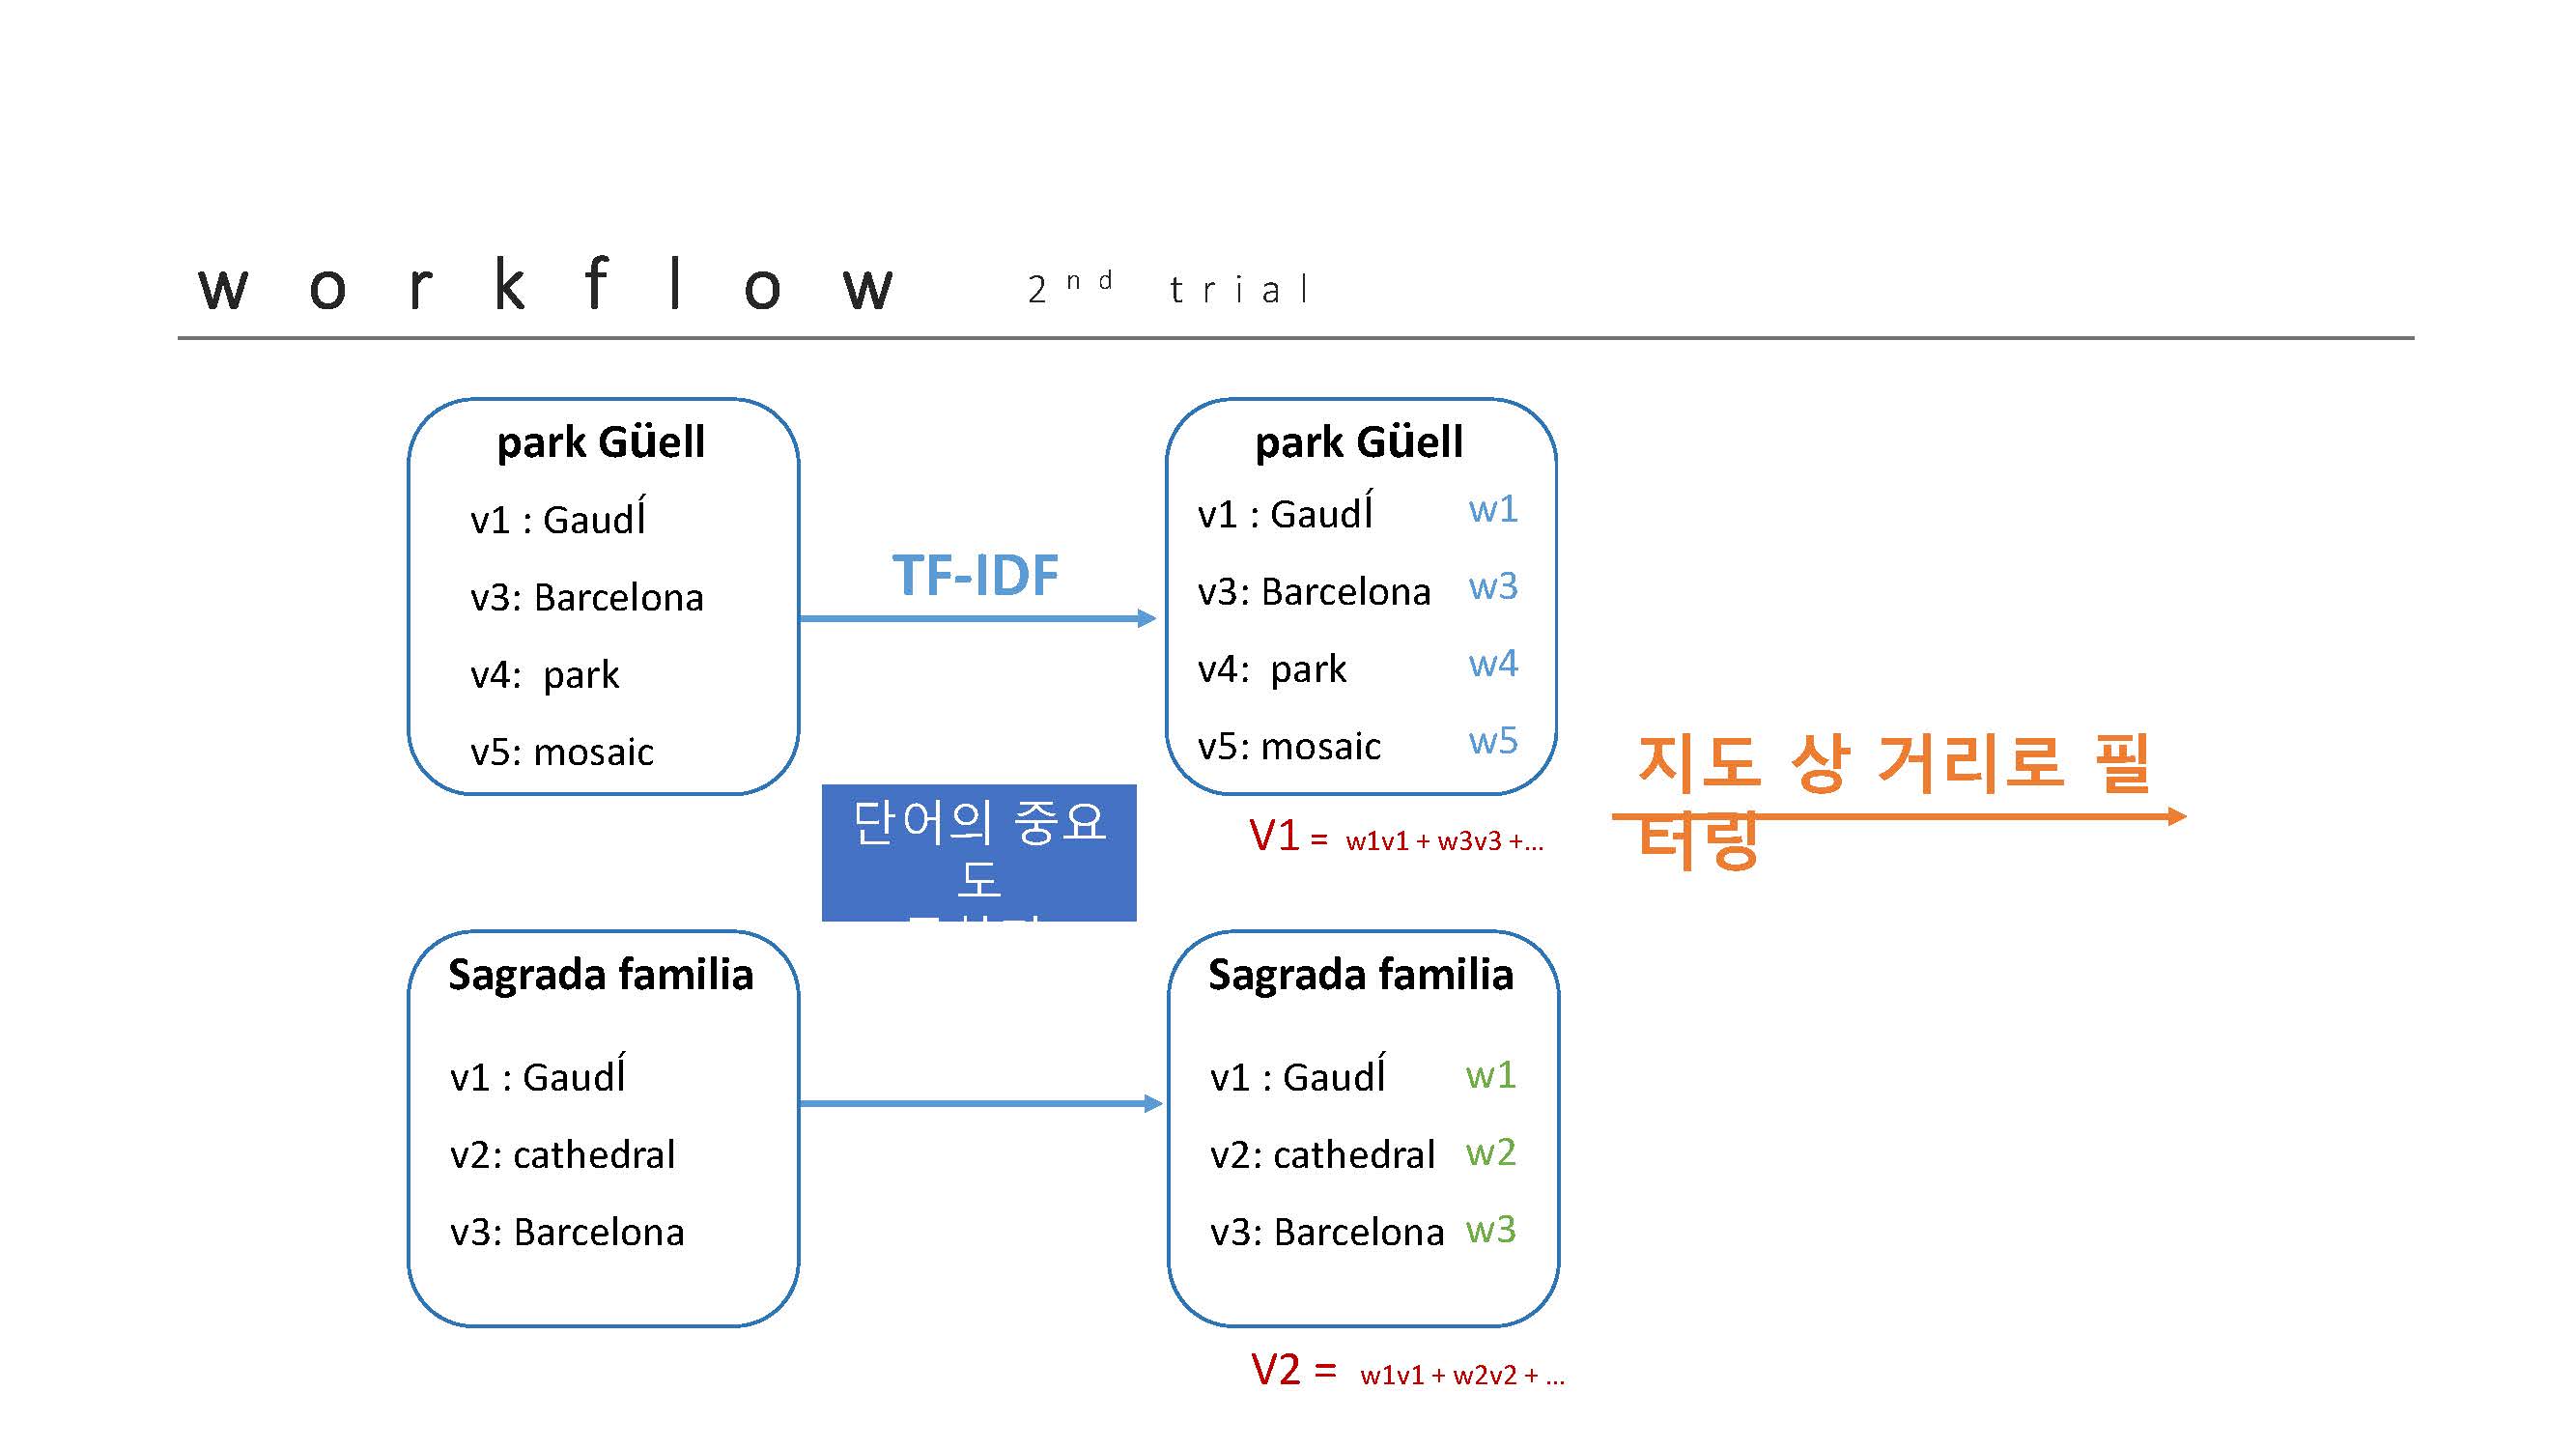 workflow 2nd trial
park Güell
v1 : GaudÍ
v3: Barcelona
v4: park
v5: mosaic
TF-IDF
park Güell
v1 : GaudÍ w1
v3: Barcelona w3
v4: park w4
v5: mosaic w5
V1 = w1v1 + w3v3 +...
단어의 중요
도
지도 상 거리로 필
터링
Sagrada familia
v1 : GaudÍ
v2: cathedral
v3: Barcelona
Sagrada familia
v1 : GaudÍ w1
v2: cathedral w2
v3: Barcelona w3
V2 = w1v1 + w2v2 + ...